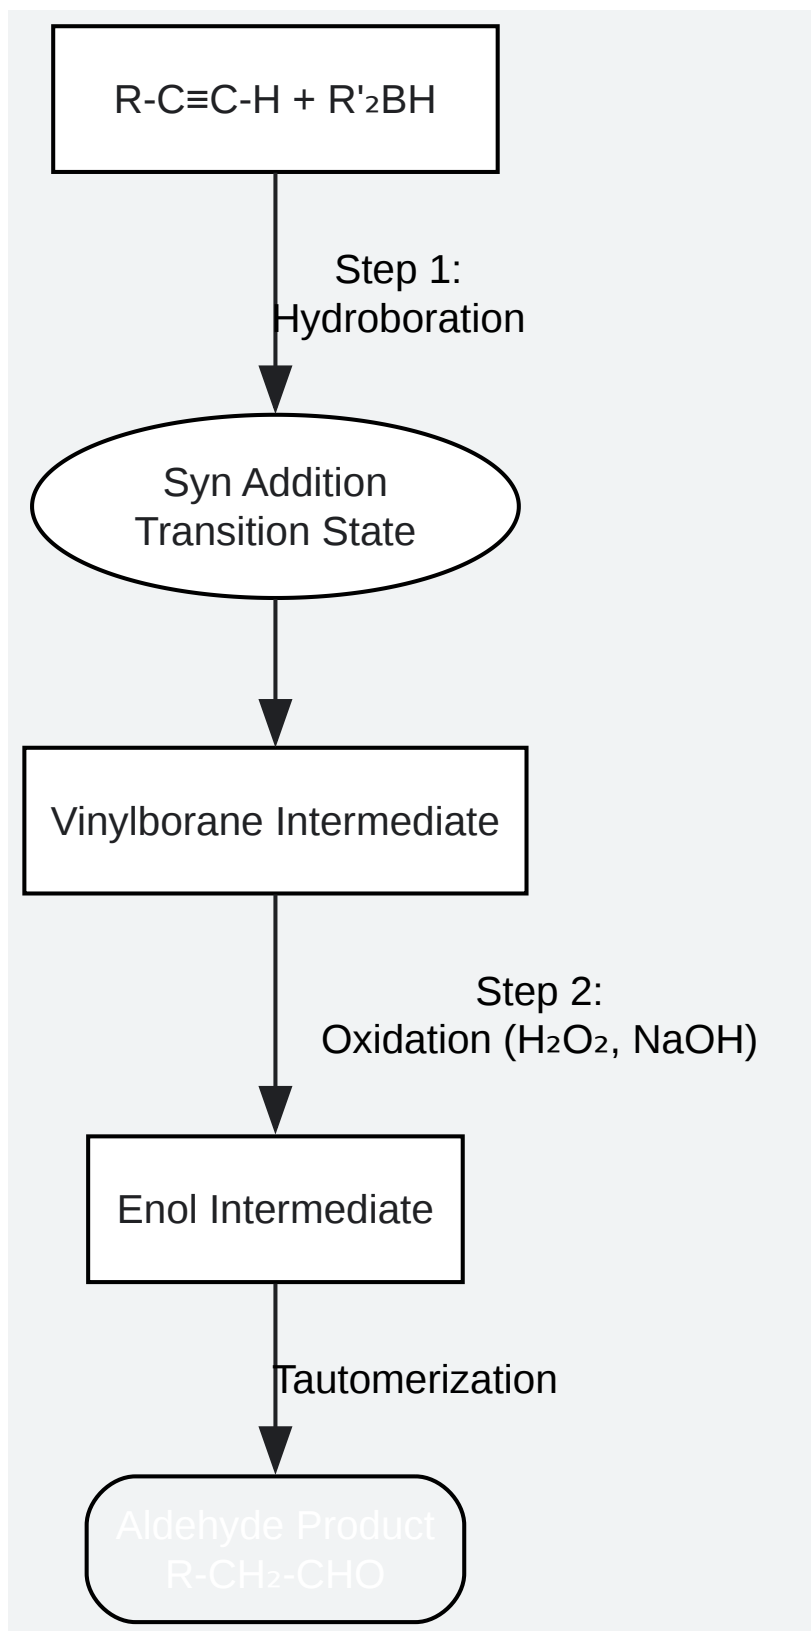 R-C≡C-H + R'₂BH
Step 1:
Hydroboration
Syn Addition
Transition State
Vinylborane Intermediate
Step 2:
Oxidation (H₂O₂, NaOH)
Enol Intermediate
Tautomerization
Aldehyde Product
R-CH₂-CHO